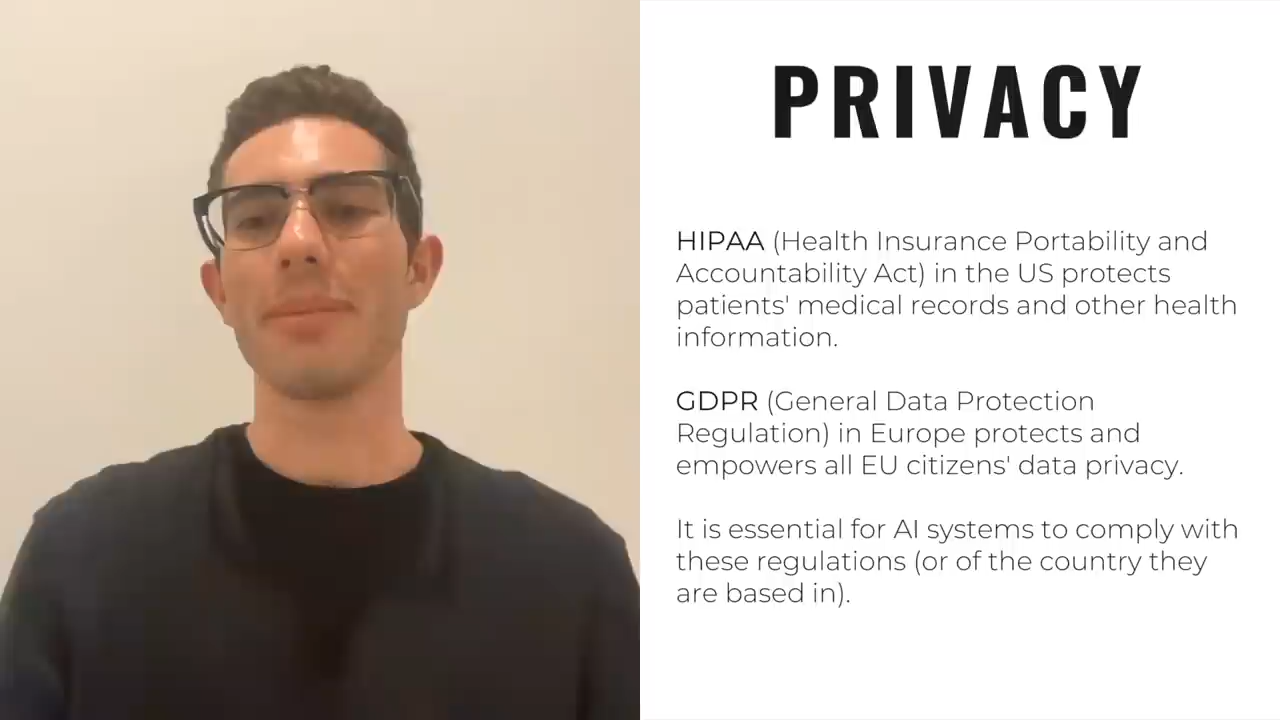 PRIVACY
HIPAA (Health Insurance Portability and
Accountability Act) in the US protects
patients' medical records and other health
information.
GDPR (General Data Protection
Regulation) in Europe protects and
empowers all EU citizens' data privacy.
It is essential for AI systems to comply with
these regulations (or of the country they
are based in).